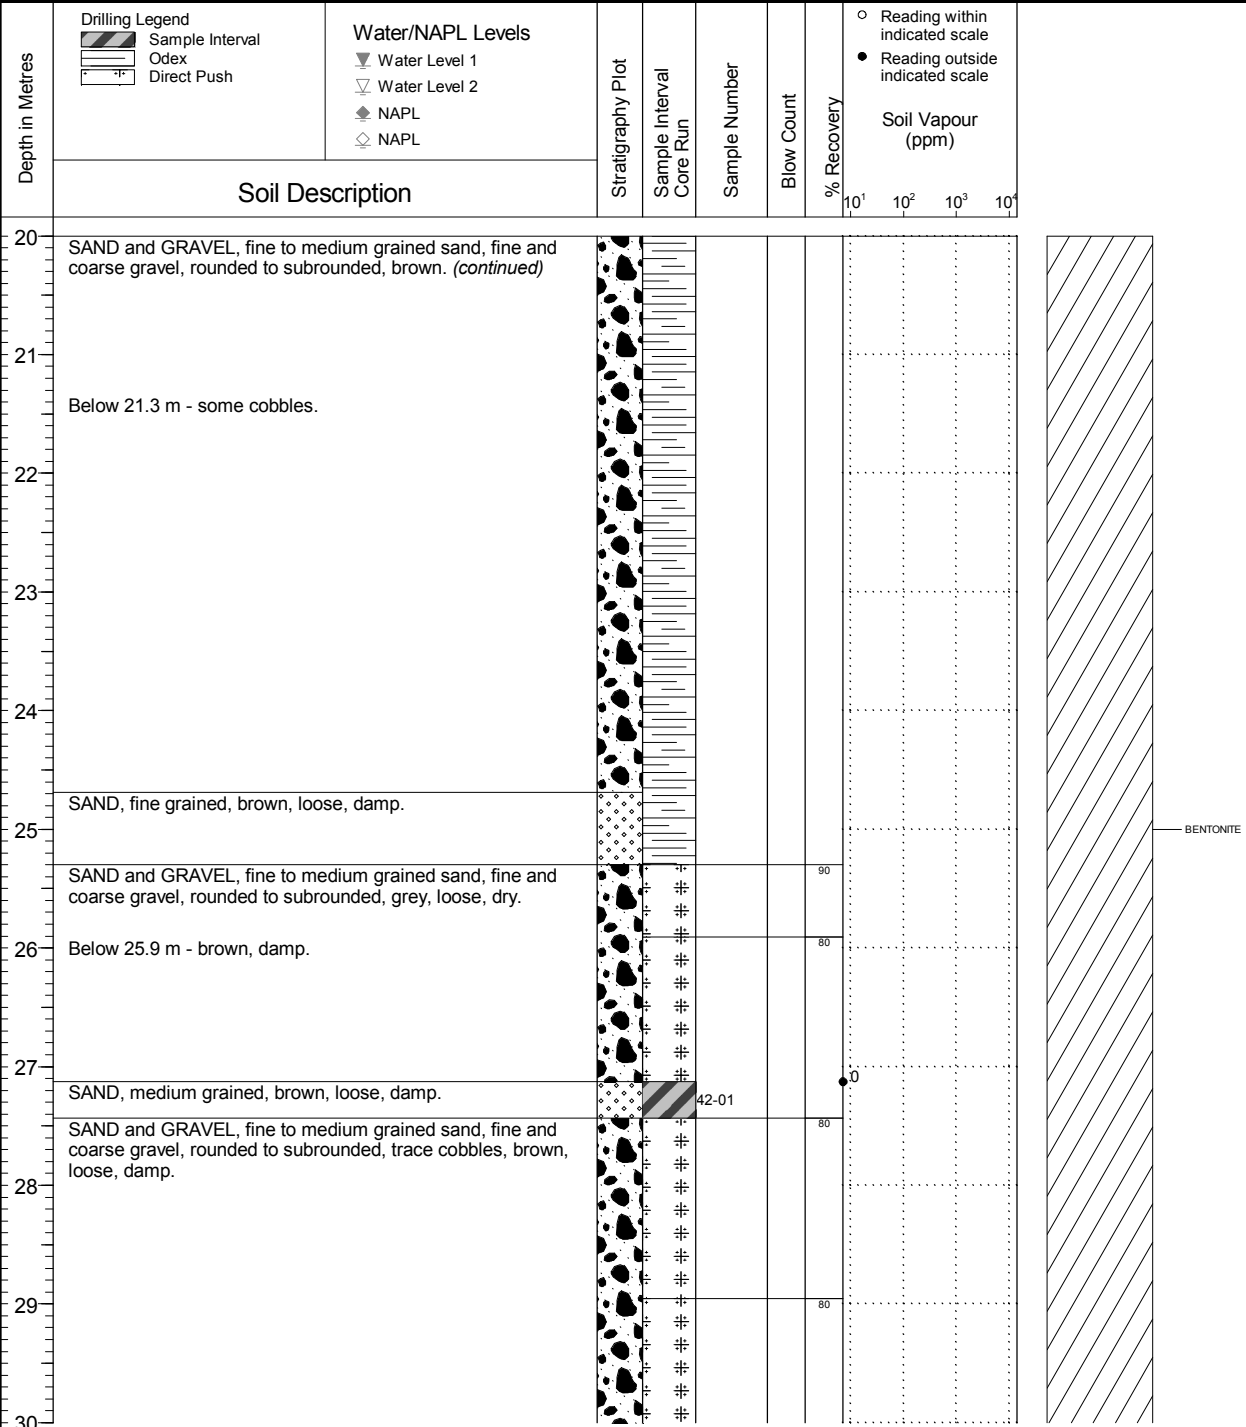 Depth in Metres
Drilling Legend
Sample Interval
Odex
Direct Push
Water/NAPL Levels
Water Level 1
Water Level 2
NAPL
NAPL
Soil Description
Stratigraphy Plot
Sample Interval
Core Run
Sample Number
Blow Count
% Recovery
Reading within
indicated scale
Reading outside
indicated scale
Soil Vapour
(ppm)
10¹ 10² 10³ 10⁴
20
SAND and GRAVEL, fine to medium grained sand, fine and
coarse gravel, rounded to subrounded, brown. (continued)
21
Below 21.3 m - some cobbles.
22
23
24
SAND, fine grained, brown, loose, damp.
25
BENTONITE
SAND and GRAVEL, fine to medium grained sand, fine and
coarse gravel, rounded to subrounded, grey, loose, dry.
90
26
Below 25.9 m - brown, damp.
80
27
0
SAND, medium grained, brown, loose, damp.
42-01
80
SAND and GRAVEL, fine to medium grained sand, fine and
coarse gravel, rounded to subrounded, trace cobbles, brown,
loose, damp.
28
29
80
30